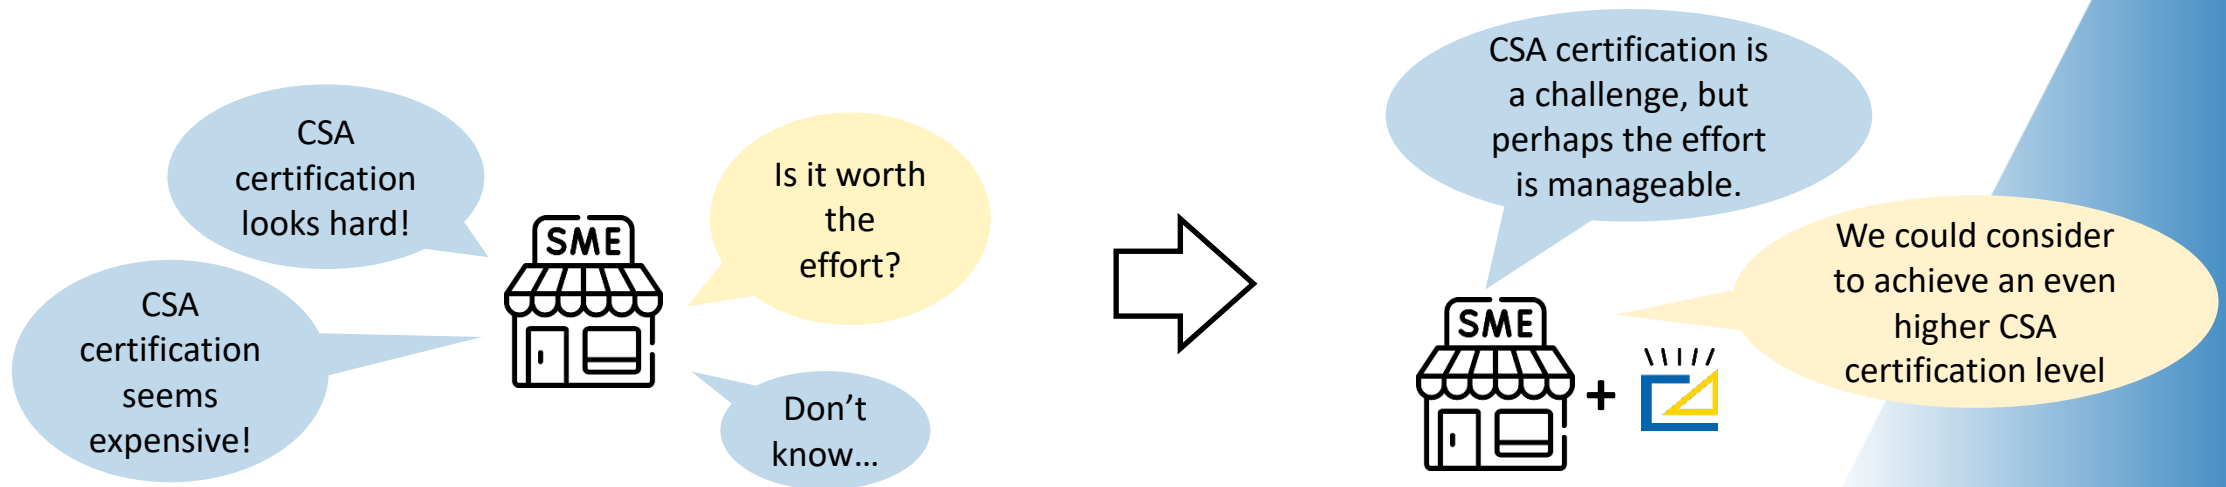 CSA
certification
looks hard!
CSA
certification
seems
expensive!
SME
Is it worth
the
effort?
Don’t
know…
CSA certification is
a challenge, but
perhaps the effort
is manageable.
We could consider
to achieve an even
higher CSA
certification level
SME
+